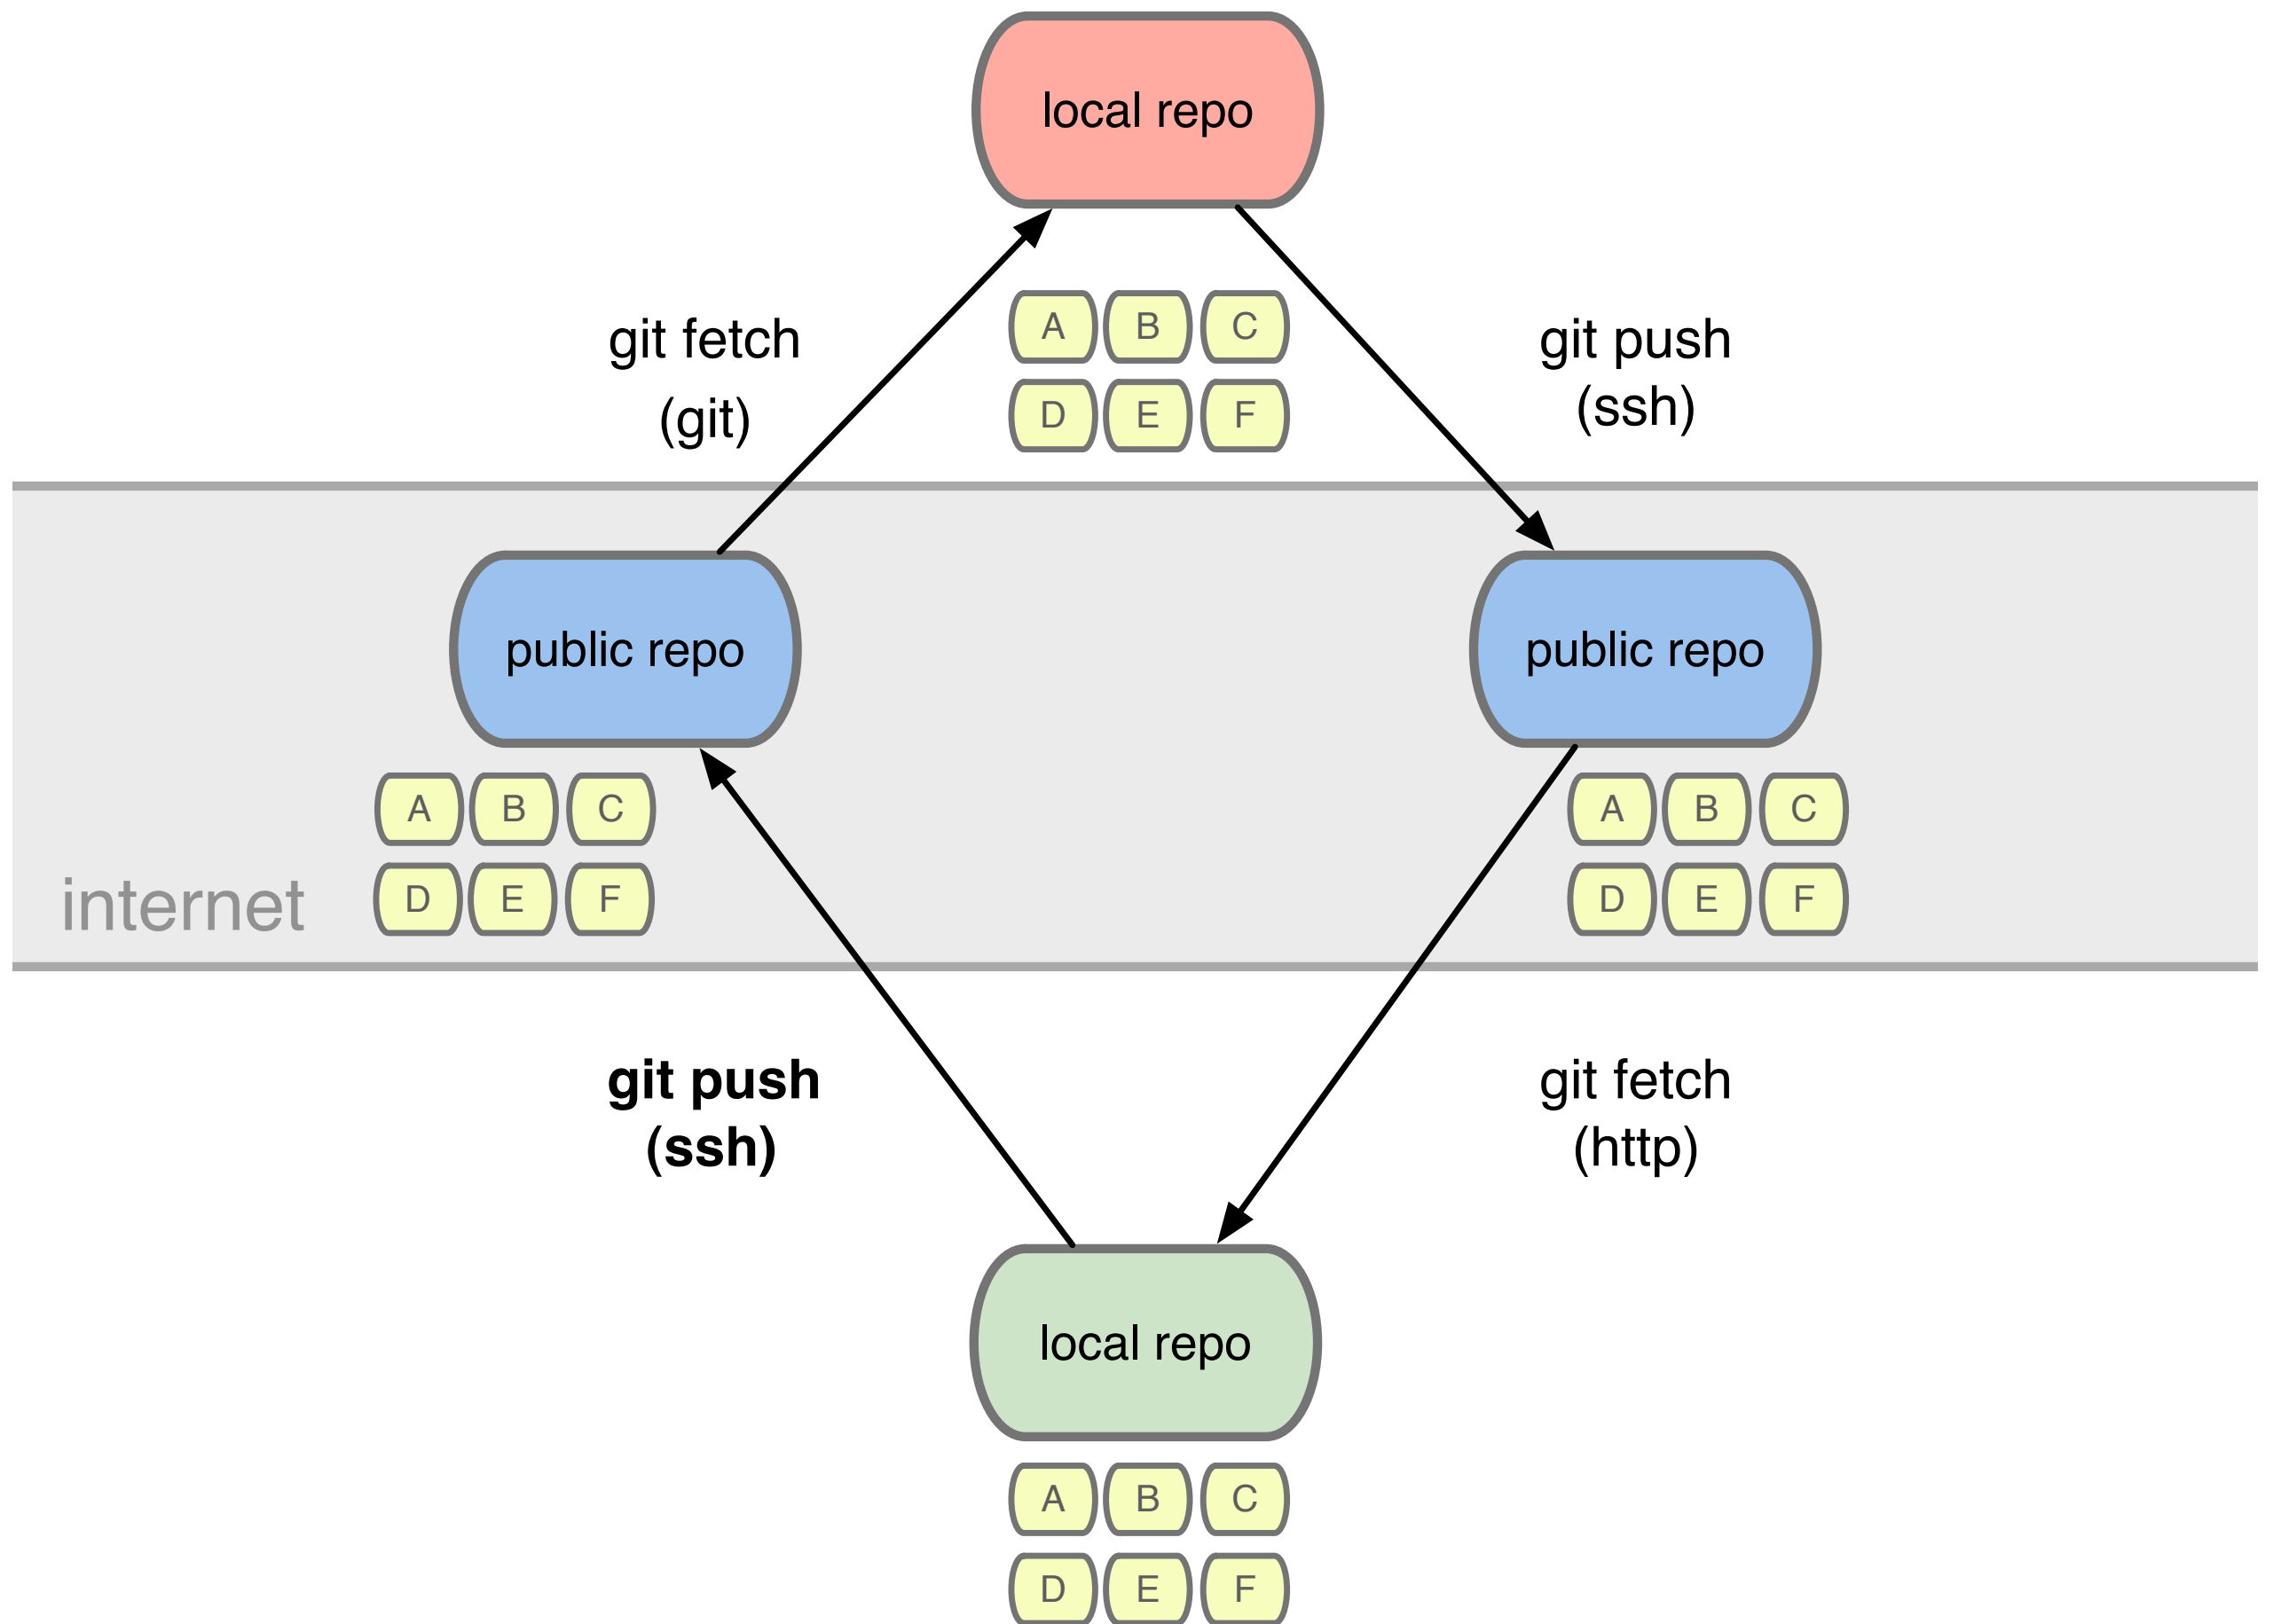 local repo
git fetch
(git)
A B C
D E F
git push
(ssh)
public repo
public repo
A B C
D E F
internet
A B C
D E F
git push
(ssh)
git fetch
(http)
local repo
A B C
D E F